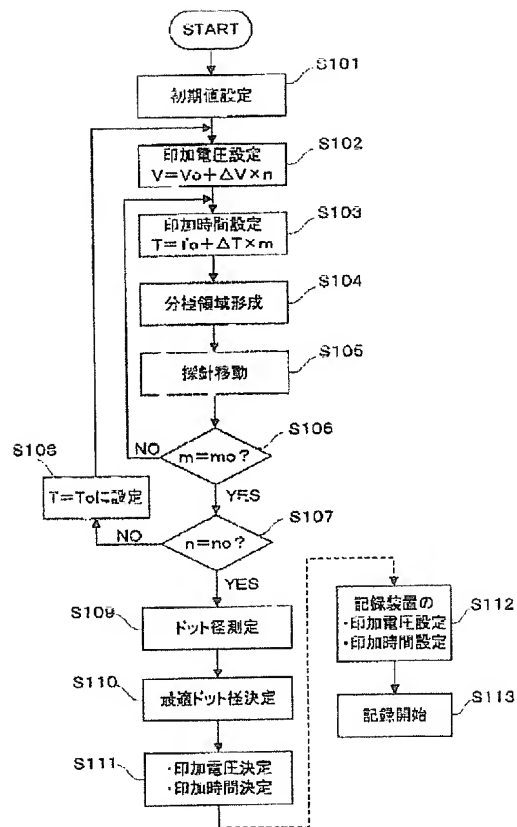 START
S101
初期値設定
S102
印加電圧設定
V=Vo+ΔV×n
S103
印加時間設定
T=To+ΔT×m
S104
分極領域形成
S105
探針移動
S106
NO
m=mo?
YES
S108
T=Toに設定
S107
NO
n=no?
YES
S109
ドット径測定
S110
最適ドット径決定
S111
・印加電圧決定
・印加時間決定
S112
記録装置の
・印加電圧設定
・印加時間設定
S113
記録開始